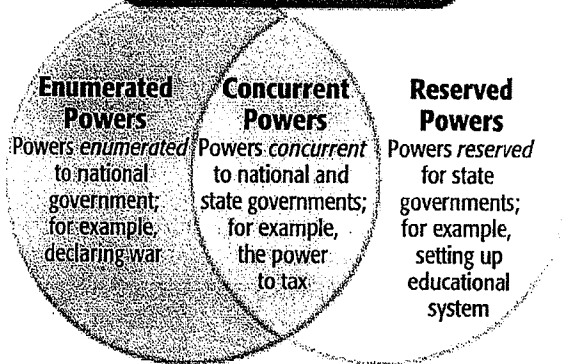 Enumerated
Powers
Powers enumerated
to national
government;
for example,
declaring war
Concurrent
Powers
Powers concurrent
to national and
state governments;
for example,
the power
to tax
Reserved
Powers
Powers reserved
for state
governments;
for example,
setting up
educational
system